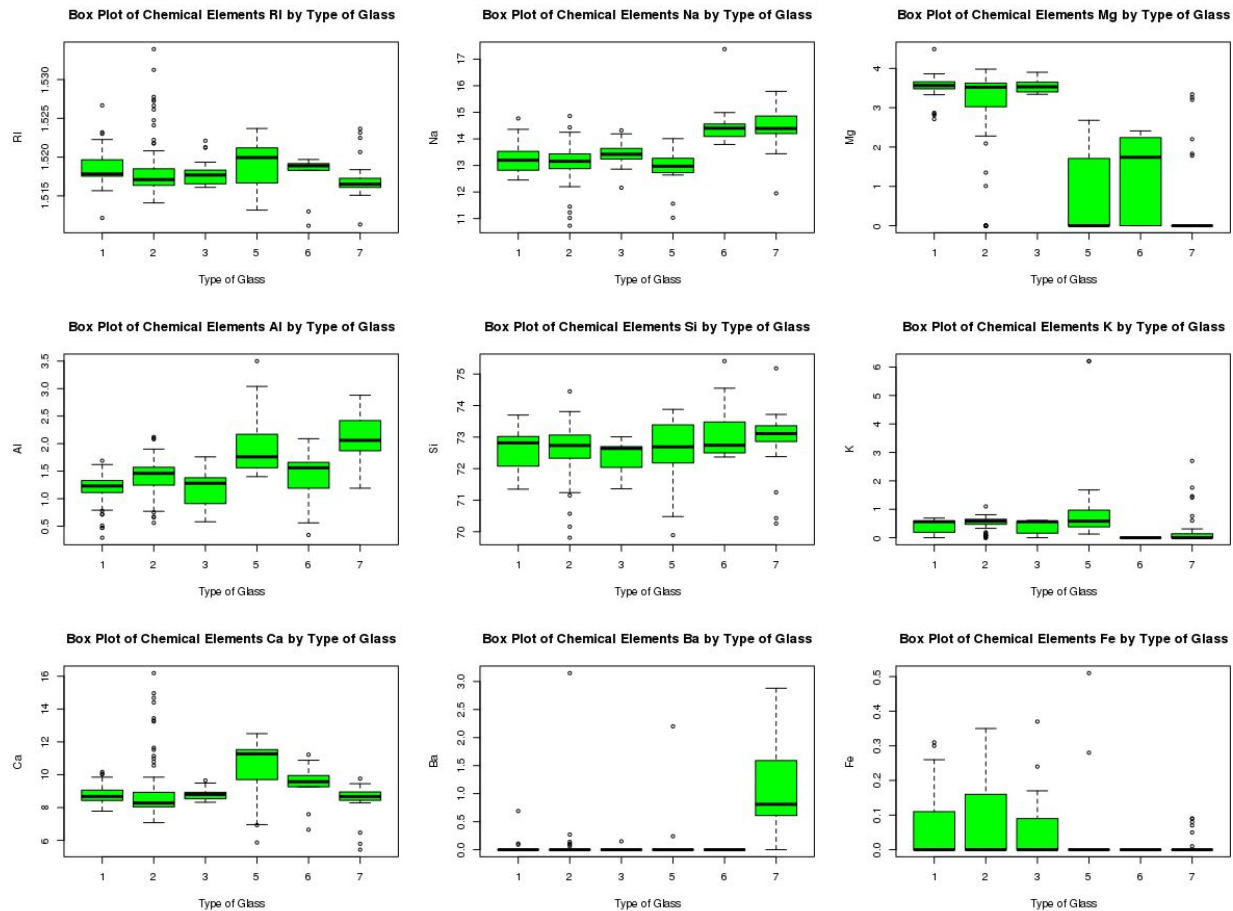 Box Plot of Chemical Elements RI by Type of Glass
RI
1.530
1.525
1.520
1.515
1 2 3 5 6 7
Type of Glass
Box Plot of Chemical Elements Na by Type of Glass
Na
17
16
15
14
13
12
11
1 2 3 5 6 7
Type of Glass
Box Plot of Chemical Elements Mg by Type of Glass
Mg
4
3
2
1
0
1 2 3 5 6 7
Type of Glass
Box Plot of Chemical Elements Al by Type of Glass
Al
3.5
3.0
2.5
2.0
1.5
1.0
0.5
1 2 3 5 6 7
Type of Glass
Box Plot of Chemical Elements Si by Type of Glass
Si
75
74
73
72
71
70
1 2 3 5 6 7
Type of Glass
Box Plot of Chemical Elements K by Type of Glass
K
6
5
4
3
2
1
0
1 2 3 5 6 7
Type of Glass
Box Plot of Chemical Elements Ca by Type of Glass
Ca
16
14
12
10
8
6
1 2 3 5 6 7
Type of Glass
Box Plot of Chemical Elements Ba by Type of Glass
Ba
3.0
2.5
2.0
1.5
1.0
0.5
0.0
1 2 3 5 6 7
Type of Glass
Box Plot of Chemical Elements Fe by Type of Glass
Fe
0.5
0.4
0.3
0.2
0.1
0.0
1 2 3 5 6 7
Type of Glass